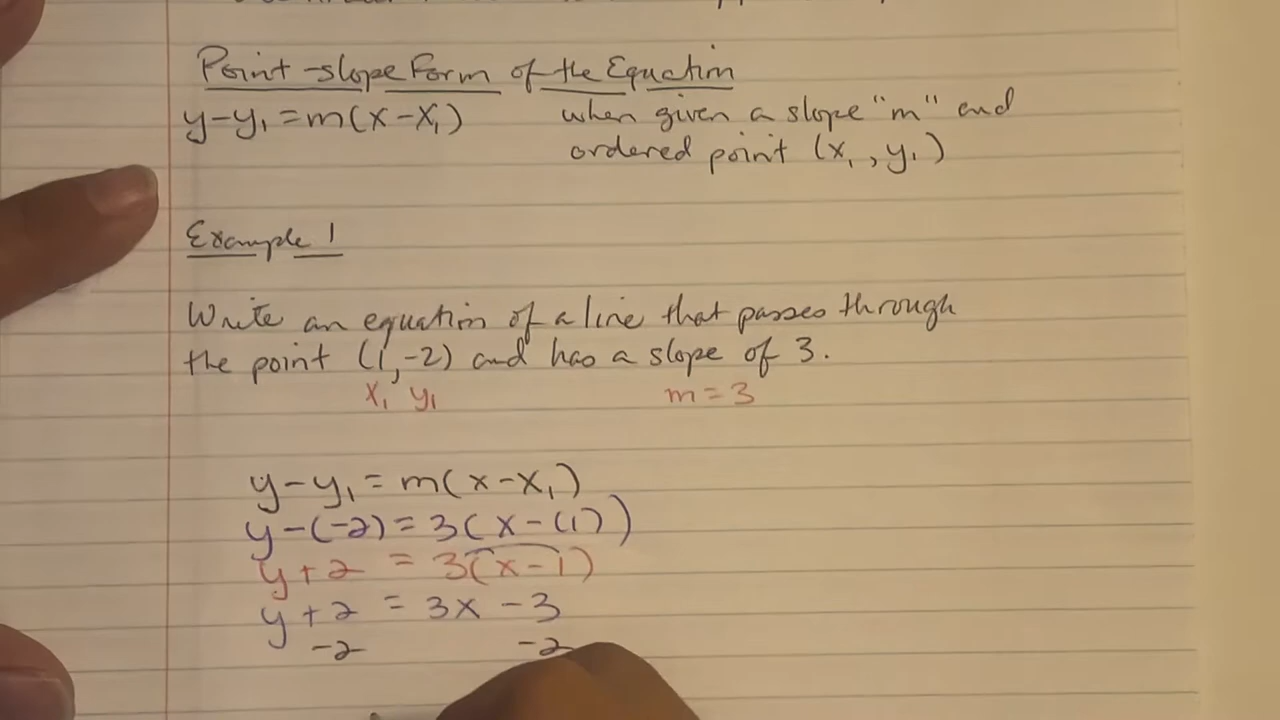 Point-slope Form of the Equation
y-y₁ = m(x-x₁) when given a slope "m" and
ordered point (x₁, y₁)
Example 1
Write an equation of a line that passes through
the point (1, -2) and has a slope of 3.
x₁ y₁ m = 3
y-y₁ = m(x-x₁)
y-(-2) = 3(x-(1))
y+2 = 3(x-1)
y+2 = 3x -3
-2 -2